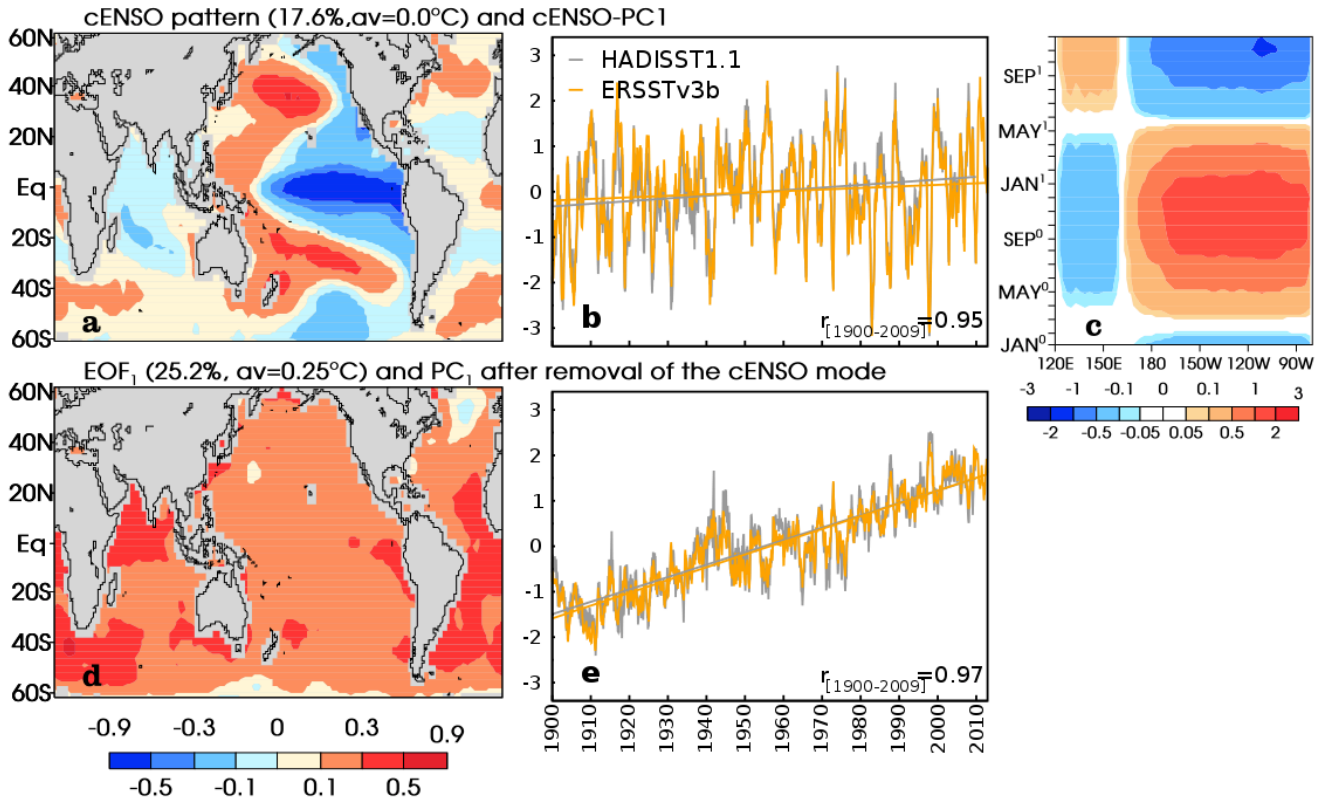 cENSO pattern (17.6%,av=0.0°C) and cENSO-PC1
60N
40N
20N
Eq
20S
40S
60S
a
3
2
1
0
-1
-2
-3
HADISST1.1
ERSSTv3b
b
r[1900-2009]=0.95
SEP¹
MAY¹
JAN¹
SEP⁰
MAY⁰
JAN⁰
c
120E 150E 180 150W 120W 90W
-3 -1 -0.1 0 0.1 1 3
-2 -0.5 -0.05 0.05 0.5 2
EOF₁ (25.2%, av=0.25°C) and PC₁ after removal of the cENSO mode
60N
40N
20N
Eq
20S
40S
60S
d
3
2
1
0
-1
-2
-3
e
r[1900-2009]=0.97
1900 1910 1920 1930 1940 1950 1960 1970 1980 1990 2000 2010
-0.9 -0.3 0 0.3 0.9
-0.5 -0.1 0.1 0.5